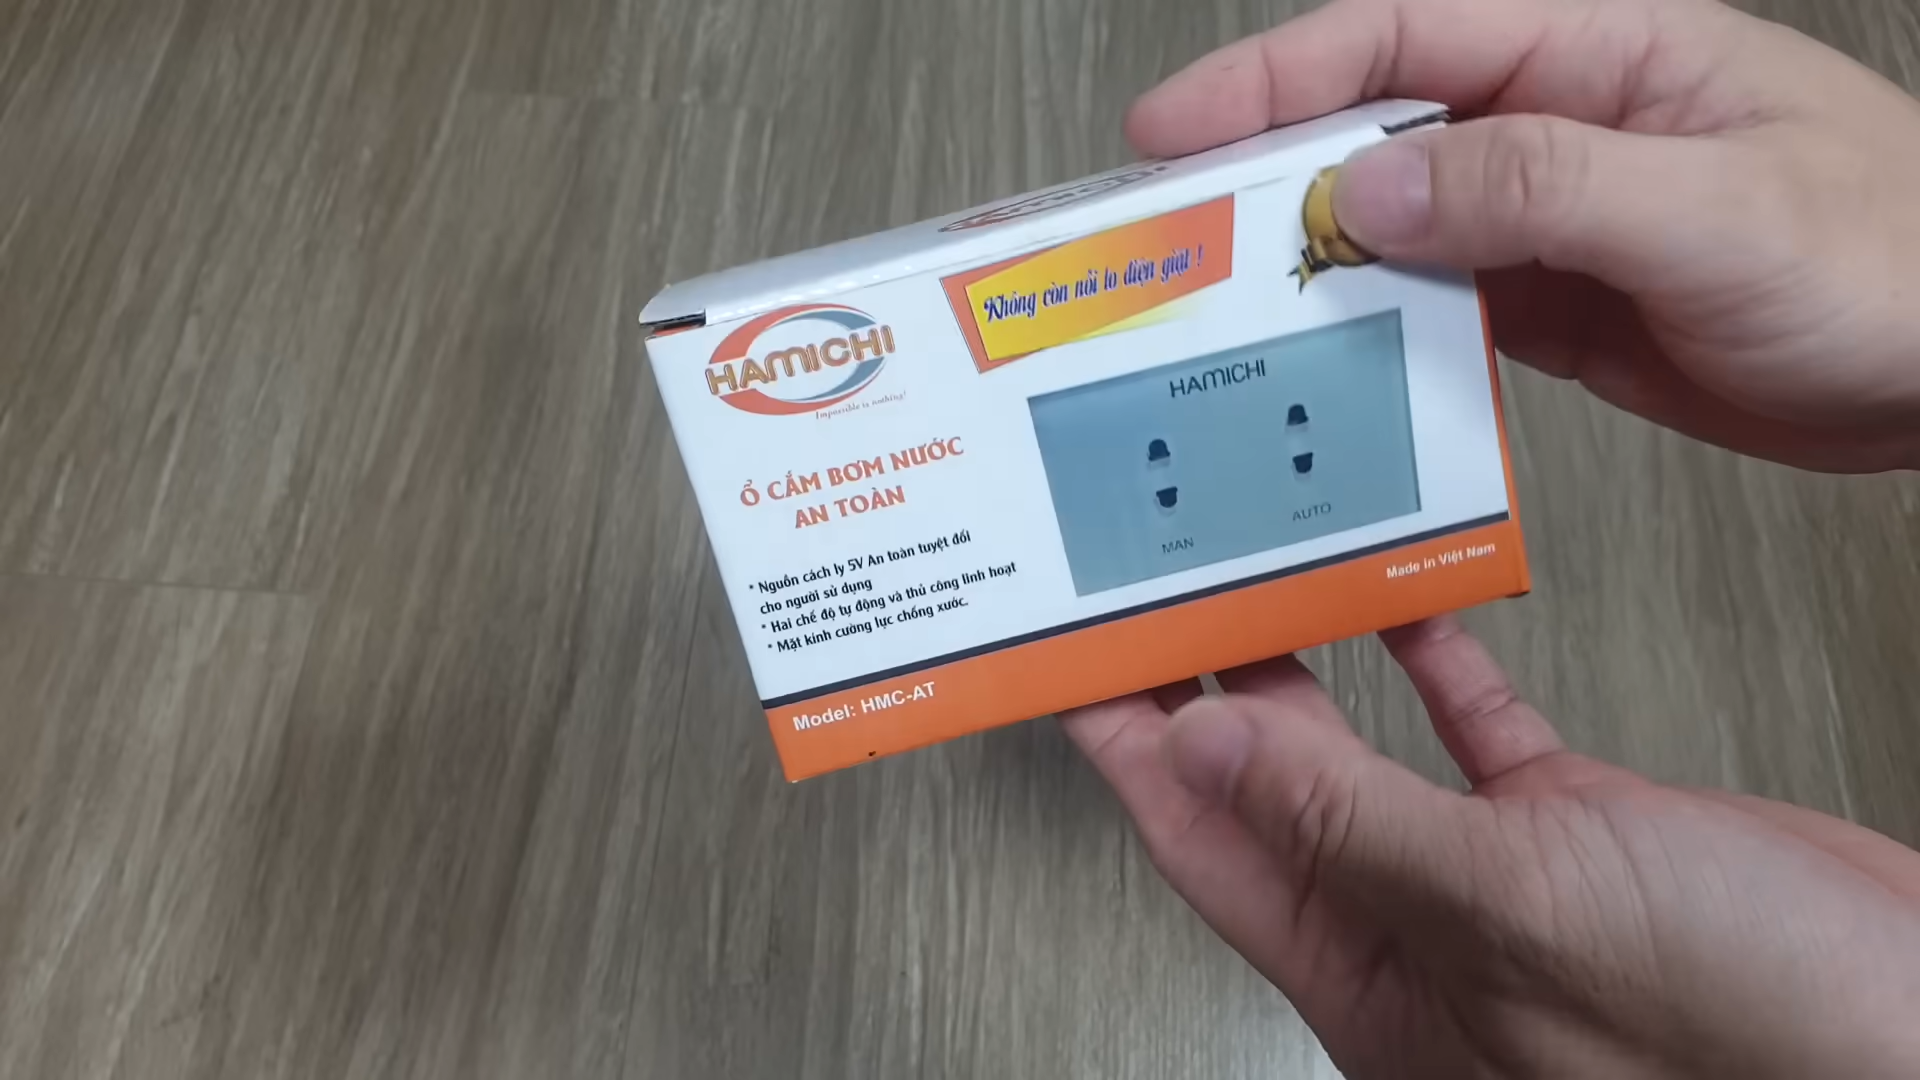 HAMICHI
Impossible is nothing!
Không còn nỗi lo điện giật !
Ổ CẮM BƠM NƯỚC
AN TOÀN
* Nguồn cách ly 5V An toàn tuyệt đối
cho người sử dụng
* Hai chế độ tự động và thủ công linh hoạt
* Mặt kính cường lực chống xước.
HAMICHI
MAN
AUTO
Made in Việt Nam
Model: HMC-AT